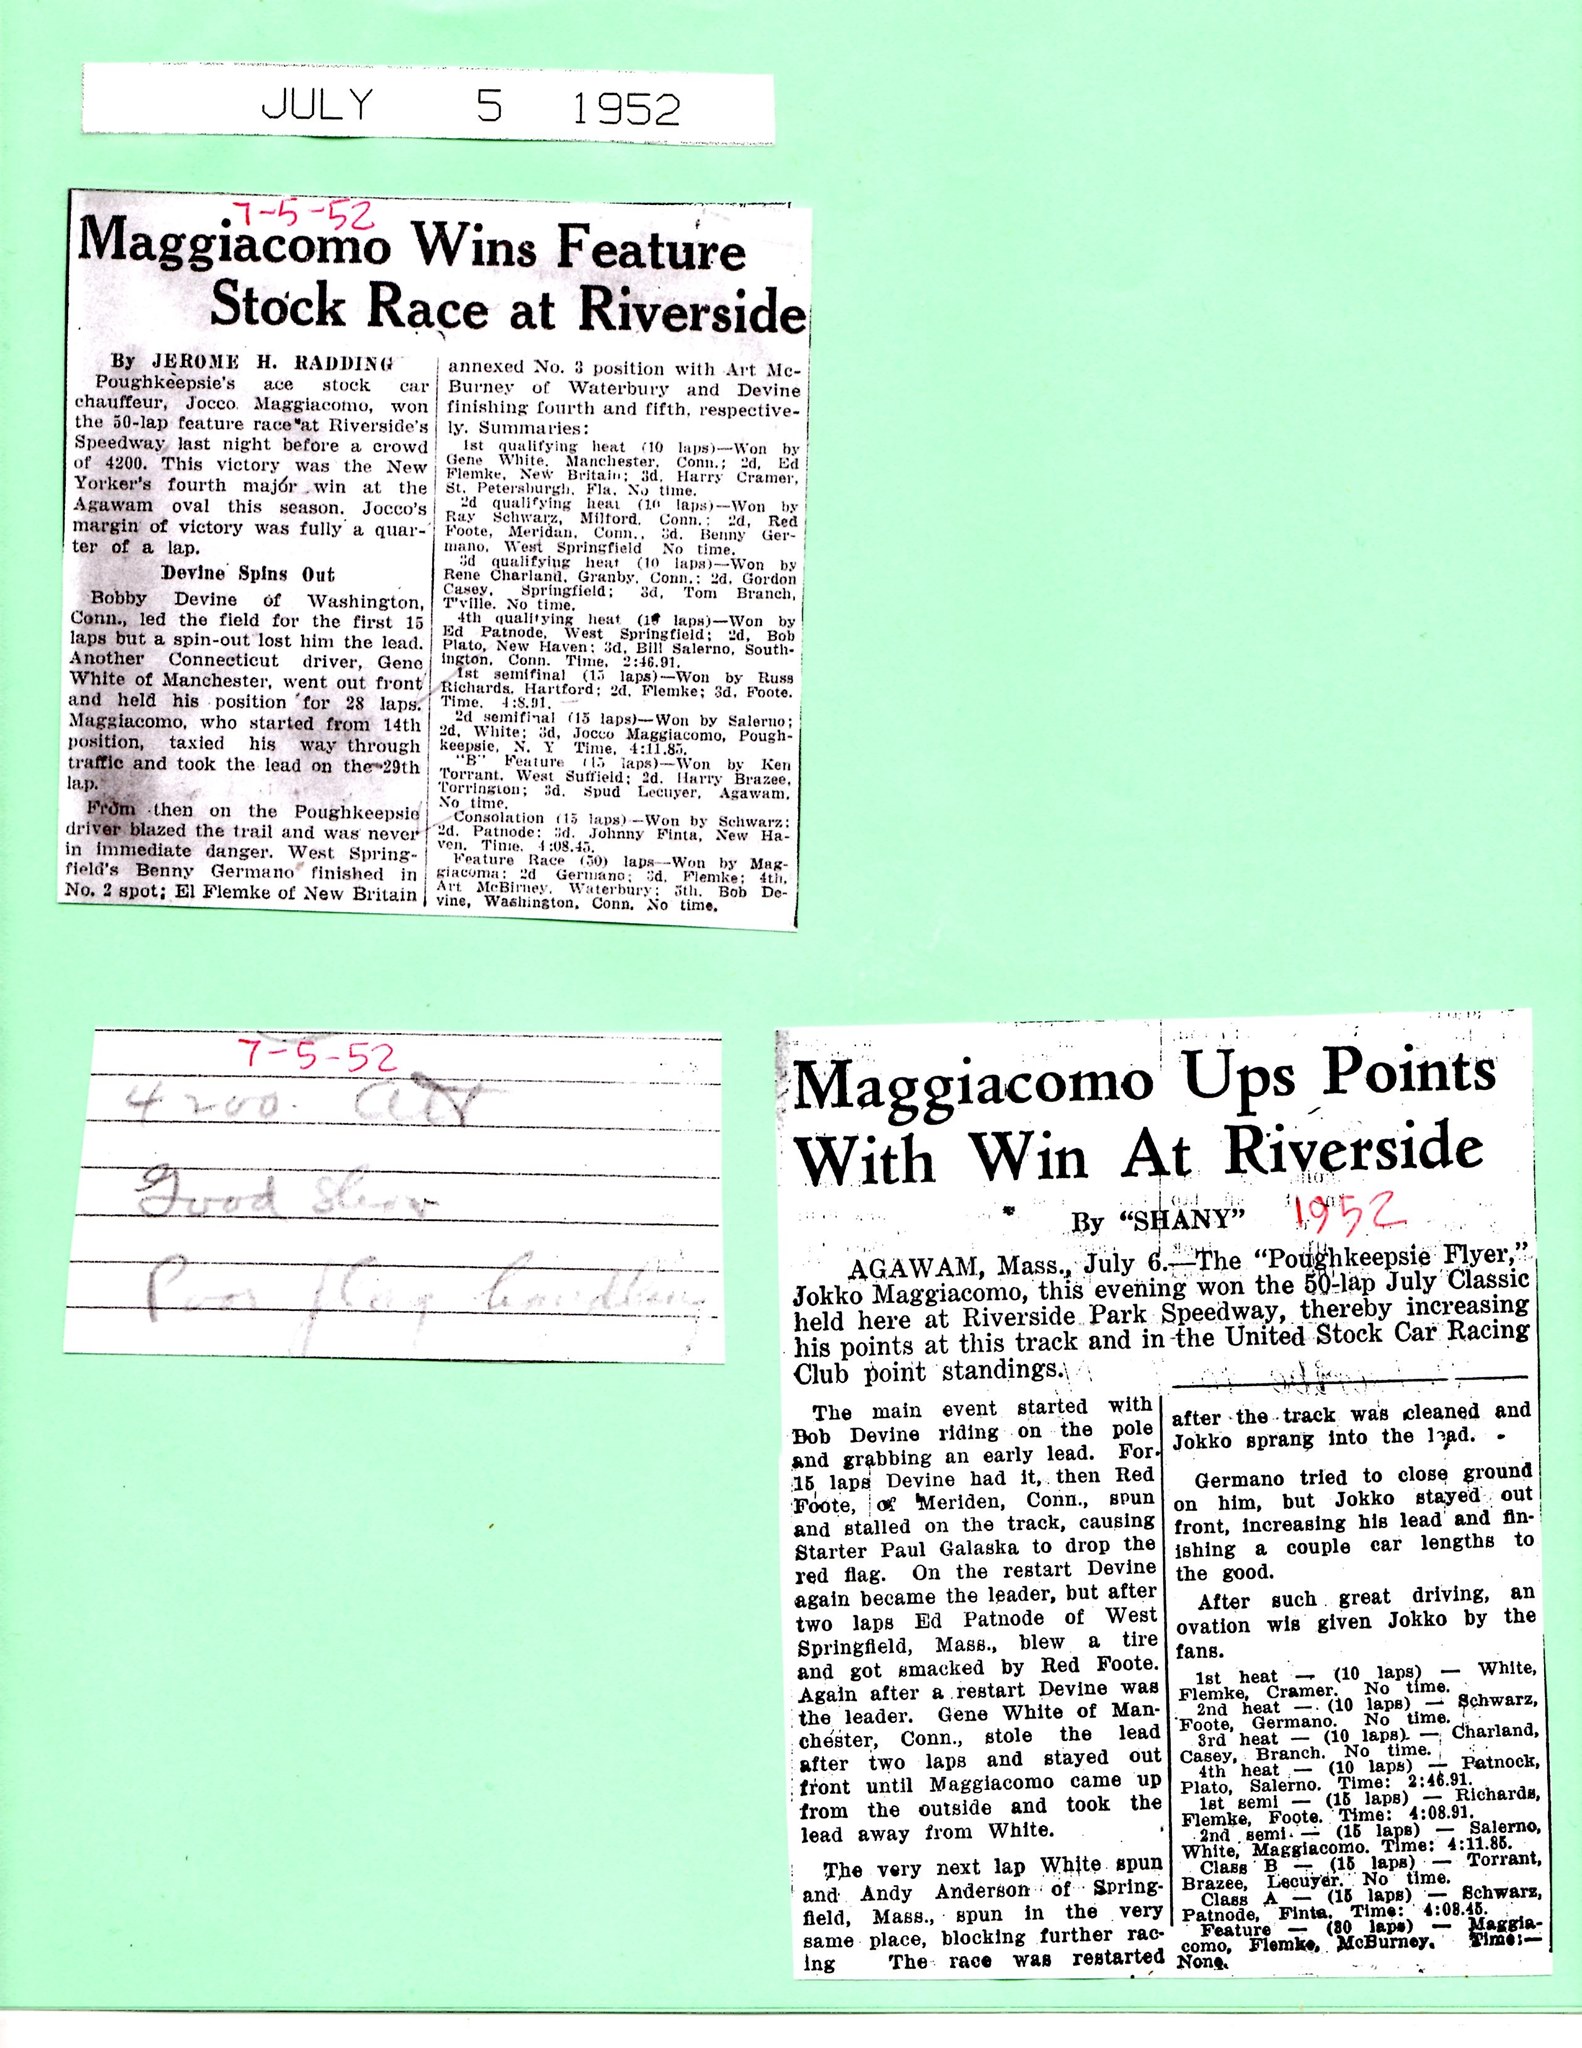 JULY 5 1952
7-5-52
Maggiacomo Wins Feature
Stock Race at Riverside
By JEROME H. RADDING
Poughkeepsie's ace stock car
chauffeur, Jocco Maggiacomo, won
the 50-lap feature race at Riverside's
Speedway last night before a crowd
of 4200. This victory was the New
Yorker's fourth major win at the
Agawam oval this season. Jocco's
margin of victory was fully a quar-
ter of a lap.
Devine Spins Out
Bobby Devine of Washington,
Conn., led the field for the first 15
laps but a spin-out lost him the lead.
Another Connecticut driver, Gene
White of Manchester, went out front
and held his position for 28 laps.
Maggiacomo, who started from 14th
position, taxied his way through
traffic and took the lead on the 29th
lap.
From then on the Poughkeepsie
driver blazed the trail and was never
in immediate danger. West Spring-
field's Benny Germano finished in
No. 2 spot; El Flemke of New Britain
annexed No. 3 position with Art Mc-
Burney of Waterbury and Devine
finishing fourth and fifth, respective-
ly. Summaries:
1st qualifying heat (10 laps)—Won by
Gene White, Manchester, Conn.; 2d, Ed
Flemke, New Britain; 3d, Harry Cramer,
St. Petersburgh, Fla. No time.
2d qualifying heat (10 laps)—Won by
Ray Schwarz, Milford, Conn.; 2d, Red
Foote, Meridan, Conn., 3d, Benny Ger-
mano, West Springfield No time.
3d qualifying heat (10 laps)—Won by
Rene Charland, Granby, Conn.; 2d, Gordon
Casey, Springfield; 3d, Tom Branch,
T'ville. No time.
4th qualifying heat (10 laps)—Won by
Ed Patnode, West Springfield; 2d, Bob
Plato, New Haven; 3d, Bill Salerno, South-
ington, Conn. Time, 2:46.91.
1st semifinal (15 laps)—Won by Russ
Richards, Hartford; 2d, Flemke; 3d, Foote.
Time, 4:8.91.
2d semifinal (15 laps)—Won by Salerno;
2d, White; 3d, Jocco Maggiacomo, Pough-
keepsie, N. Y Time, 4:11.85.
"B" Feature (15 laps)—Won by Ken
Torrant, West Suffield; 2d, Harry Brazee,
Torrington; 3d, Spud Lecuyer, Agawam.
No time.
Consolation (15 laps)—Won by Schwarz;
2d, Patnode; 3d, Johnny Finta, New Ha-
ven. Time, 4:08.45.
Feature Race (50) laps—Won by Mag-
giacoma; 2d Germano; 3d, Flemke; 4th,
Art McBirney, Waterbury; 5th, Bob De-
vine, Washington, Conn. No time.
7-5-52
4200. Att
Good Show
Poor flag handling
Maggiacomo Ups Points
With Win At Riverside
By "SHANY" 1952
AGAWAM, Mass., July 6.—The "Poughkeepsie Flyer,"
Jokko Maggiacomo, this evening won the 50-lap July Classic
held here at Riverside Park Speedway, thereby increasing
his points at this track and in the United Stock Car Racing
Club point standings.
The main event started with
Bob Devine riding on the pole
and grabbing an early lead. For
15 laps Devine had it, then Red
Foote, of Meriden, Conn., spun
and stalled on the track, causing
Starter Paul Galaska to drop the
red flag. On the restart Devine
again became the leader, but after
two laps Ed Patnode of West
Springfield, Mass., blew a tire
and got smacked by Red Foote.
Again after a restart Devine was
the leader. Gene White of Man-
chester, Conn., stole the lead
after two laps and stayed out
front until Maggiacomo came up
from the outside and took the
lead away from White.
The very next lap White spun
and Andy Anderson of Spring-
field, Mass., spun in the very
same place, blocking further rac-
ing The race was restarted
after the track was cleaned and
Jokko sprang into the lead.
Germano tried to close ground
on him, but Jokko stayed out
front, increasing his lead and fin-
ishing a couple car lengths to
the good.
After such great driving, an
ovation wis given Jokko by the
fans.
1st heat — (10 laps) — White,
Flemke, Cramer. No time.
2nd heat — (10 laps) — Schwarz,
Foote, Germano. No time.
3rd heat — (10 laps) — Charland,
Casey, Branch. No time.
4th heat — (10 laps) — Patnock,
Plato, Salerno. Time: 2:46.91.
1st semi — (15 laps) — Richards,
Flemke, Foote. Time: 4:08.91.
2nd semi — (15 laps) — Salerno,
White, Maggiacomo. Time: 4:11.85.
Class B — (15 laps) — Torrant,
Brazee, Lecuyer. No time.
Class A — (15 laps) — Schwarz,
Patnode, Finta. Time: 4:08.45.
Feature — (80 laps) — Maggia-
como, Flemke, McBurney. Time:—
None.